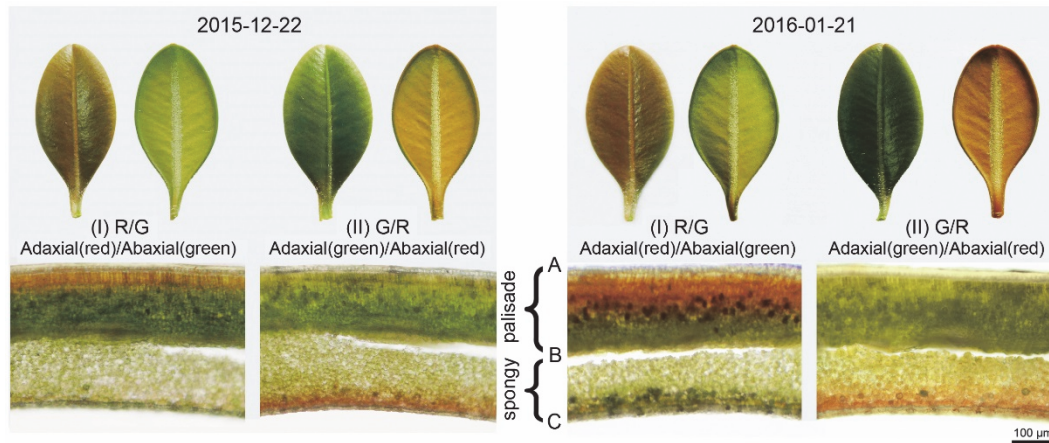 2015-12-22
2016-01-21
(I) R/G
Adaxial(red)/Abaxial(green)
(II) G/R
Adaxial(green)/Abaxial(red)
(I) R/G
Adaxial(red)/Abaxial(green)
(II) G/R
Adaxial(green)/Abaxial(red)
A
palisade
B
spongy
C
100 µm